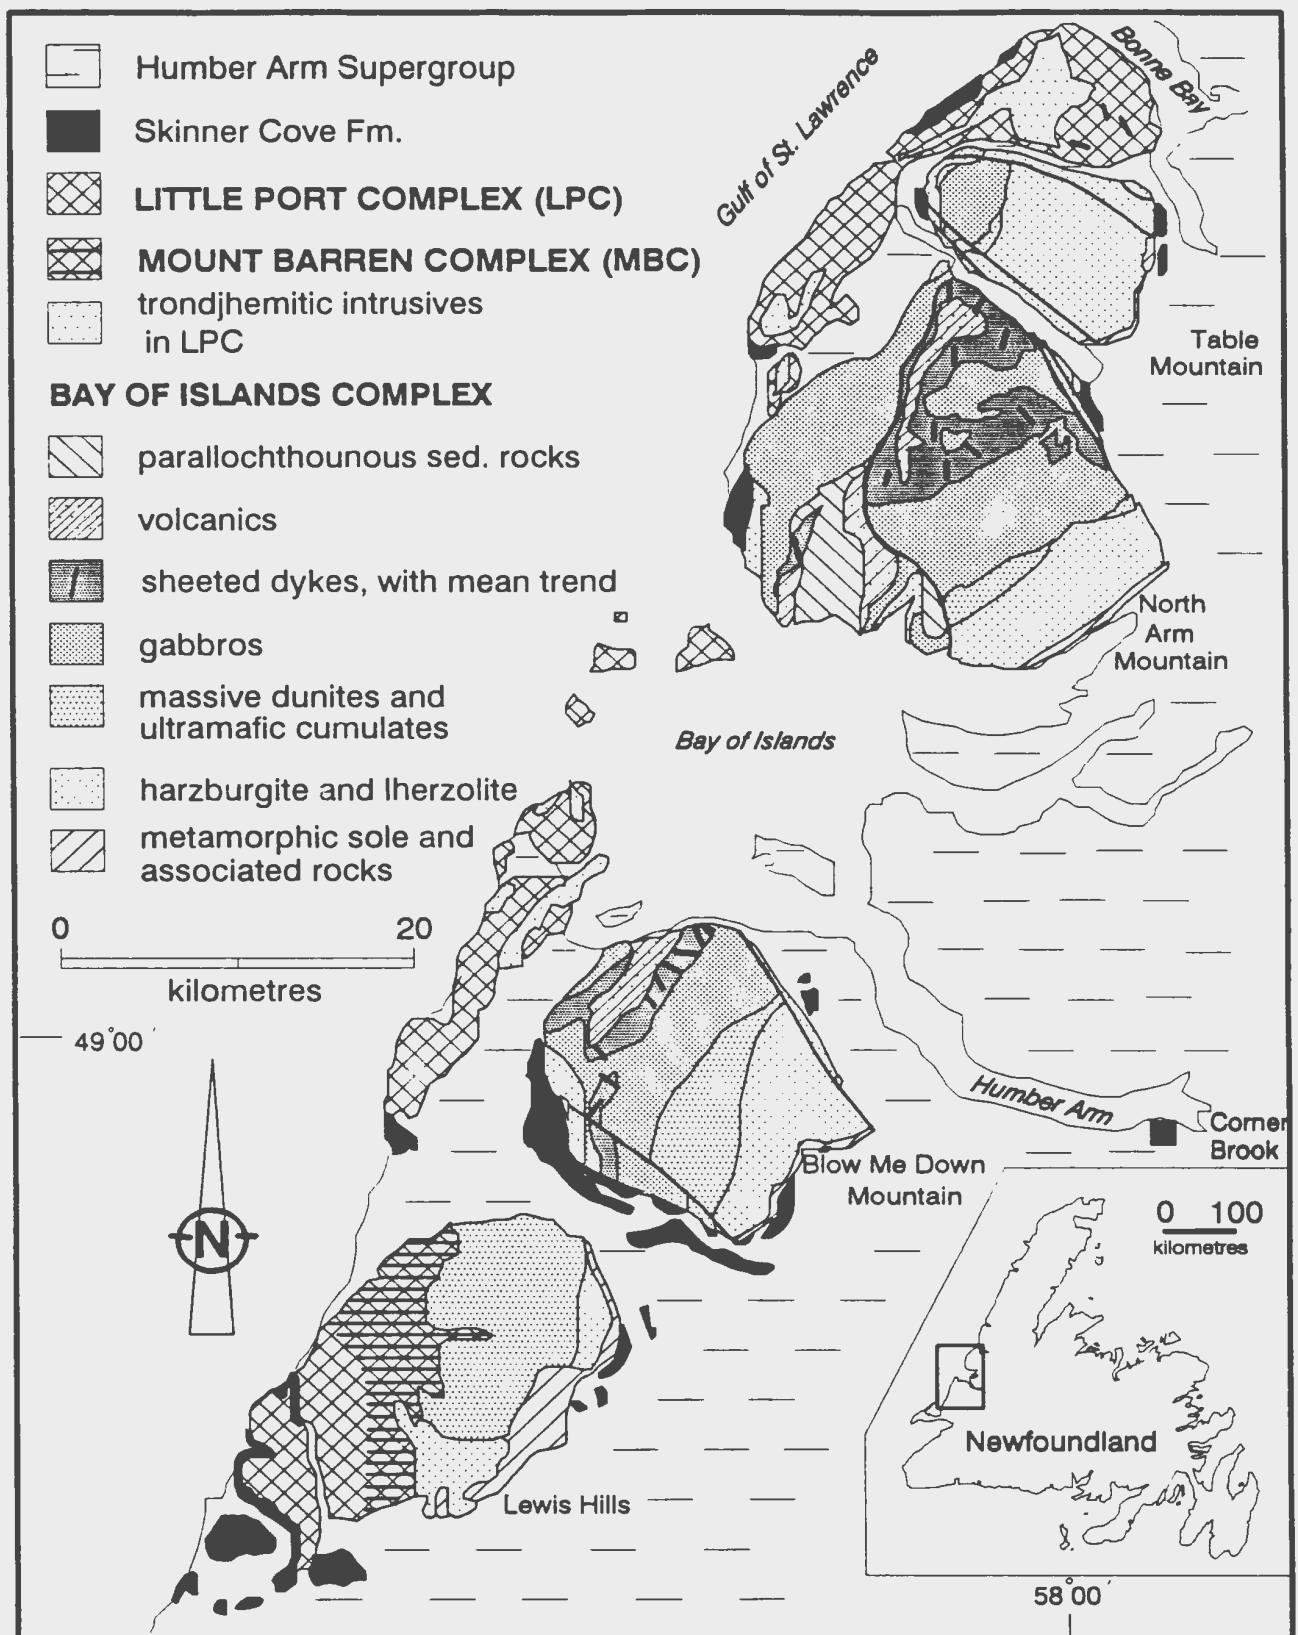 Humber Arm Supergroup
Skinner Cove Fm.
LITTLE PORT COMPLEX (LPC)
MOUNT BARREN COMPLEX (MBC)
trondjhemitic intrusives
in LPC
BAY OF ISLANDS COMPLEX
parallochthounous sed. rocks
volcanics
sheeted dykes, with mean trend
gabbros
massive dunites and
ultramafic cumulates
harzburgite and lherzolite
metamorphic sole and
associated rocks
0 20
kilometres
49°00'
N
Gulf of St. Lawrence
Bonne Bay
Table
Mountain
North
Arm
Mountain
Bay of Islands
Humber Arm
Corner
Brook
Blow Me Down
Mountain
Lewis Hills
0 100
kilometres
Newfoundland
58°00'